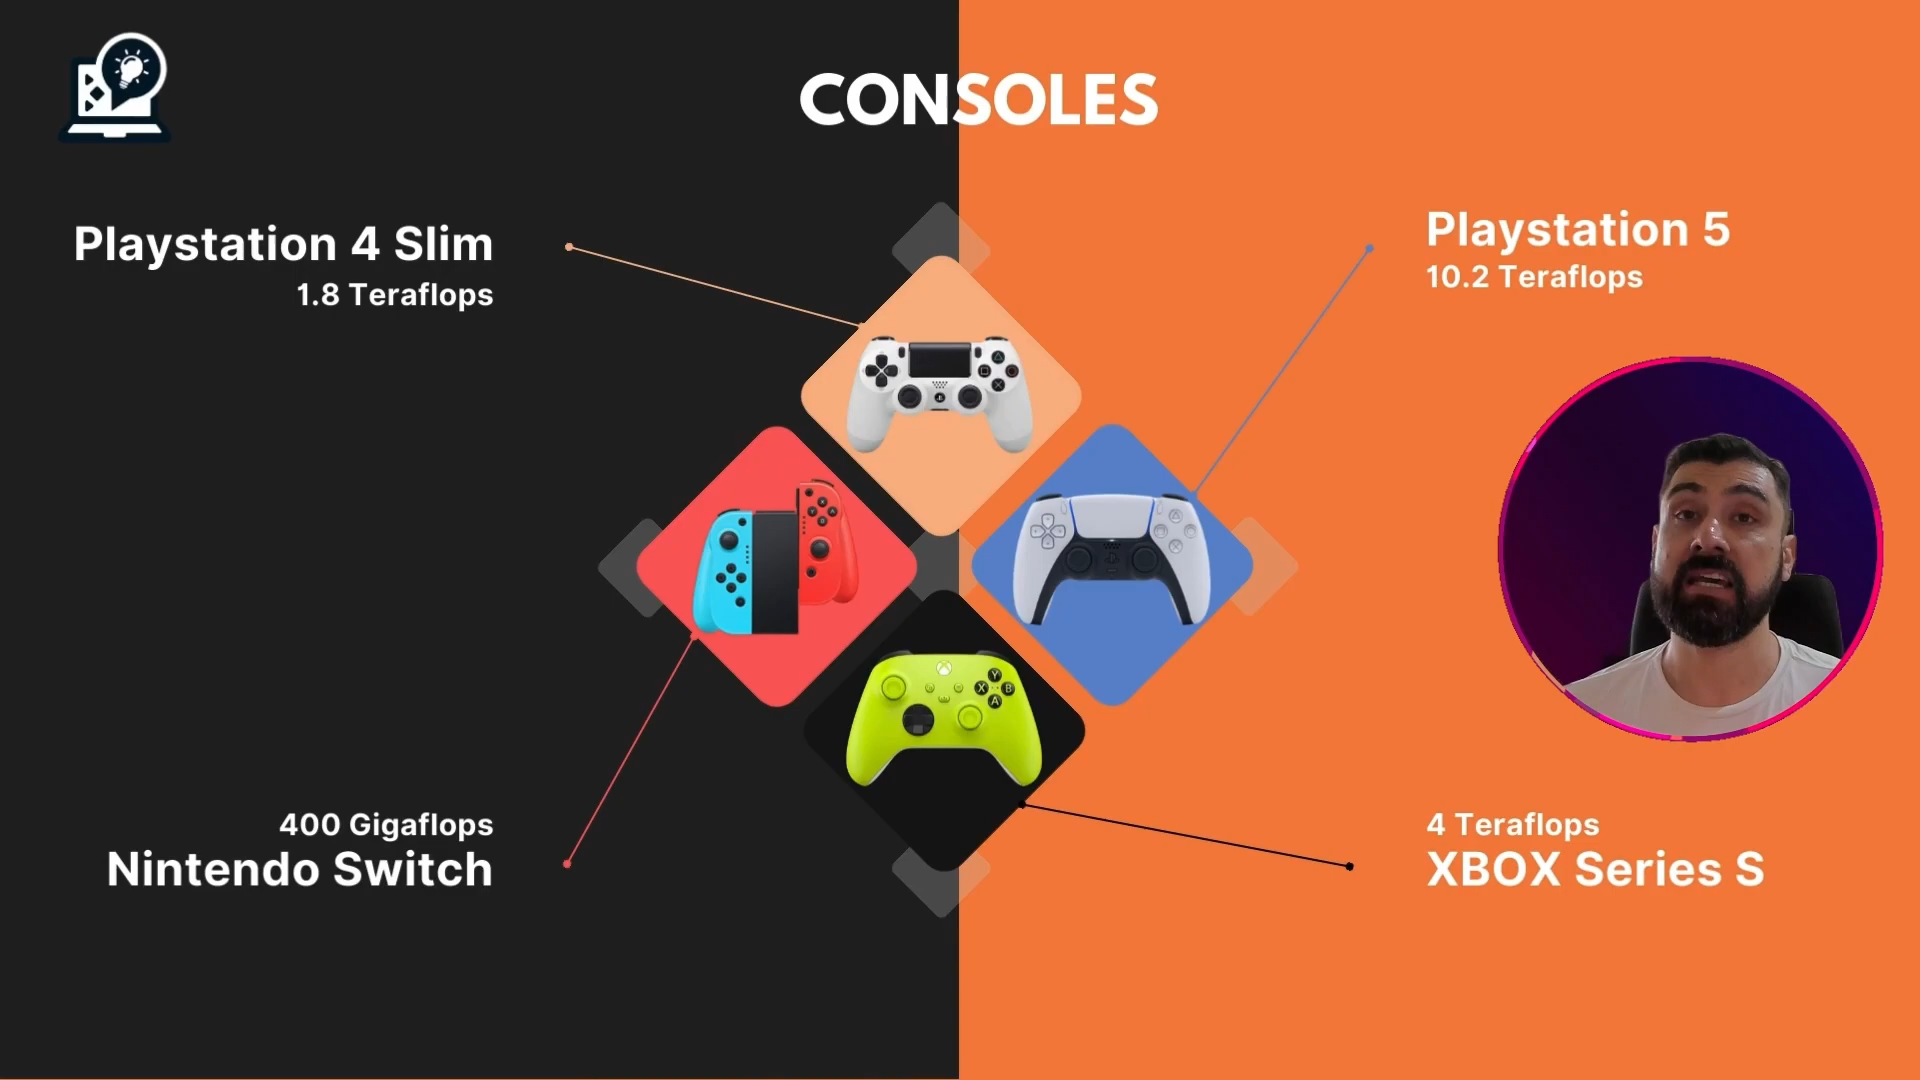 CONSOLES
Playstation 4 Slim
1.8 Teraflops
Playstation 5
10.2 Teraflops
Y
X B
A
400 Gigaflops
Nintendo Switch
4 Teraflops
XBOX Series S